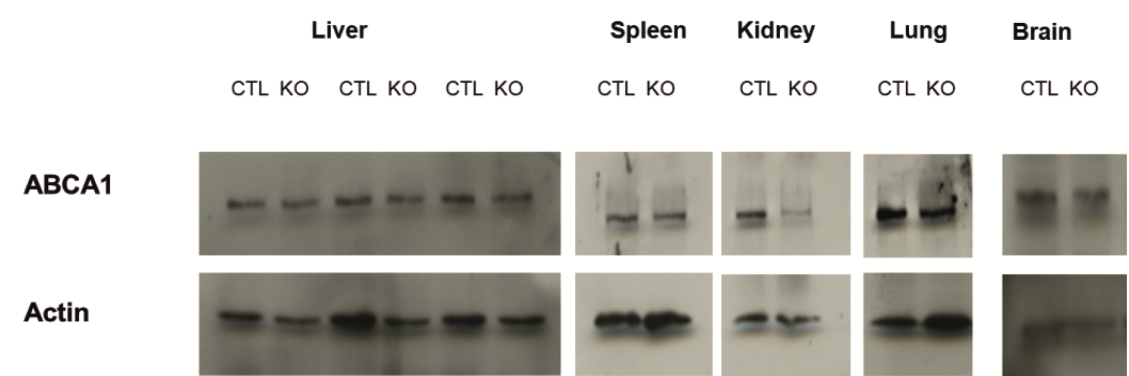 Liver Spleen Kidney Lung Brain
CTL KO CTL KO CTL KO CTL KO CTL KO CTL KO CTL KO
ABCA1
Actin